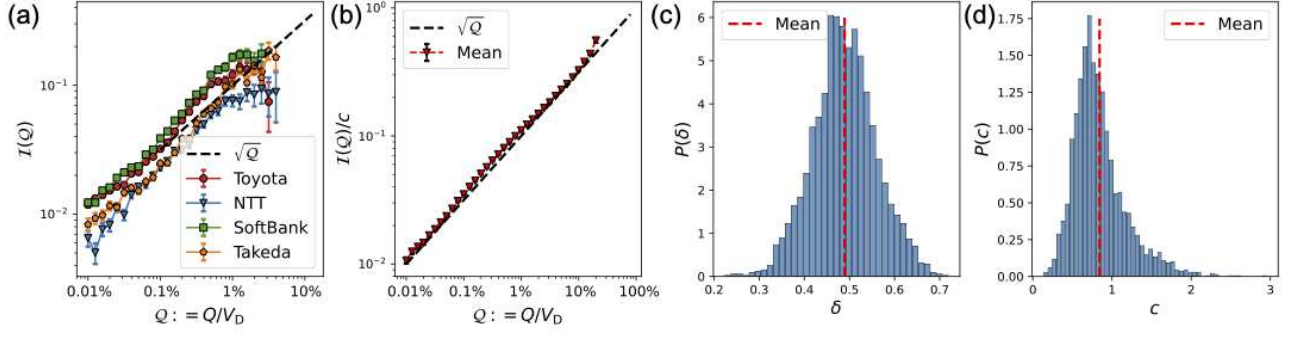 (a)
10⁻¹
10⁻²
I(Q)
√Q
Toyota
NTT
SoftBank
Takeda
0.01% 0.1% 1% 10%
Q := Q/V_D
(b)
10⁰
10⁻¹
10⁻²
I(Q)/c
√Q
Mean
0.01% 0.1% 1% 10% 100%
Q := Q/V_D
(c)
6
5
4
3
2
1
0
P(δ)
Mean
0.2 0.3 0.4 0.5 0.6 0.7
δ
(d)
1.75
1.50
1.25
1.00
0.75
0.50
0.25
0.00
P(c)
Mean
0 1 2 3
c